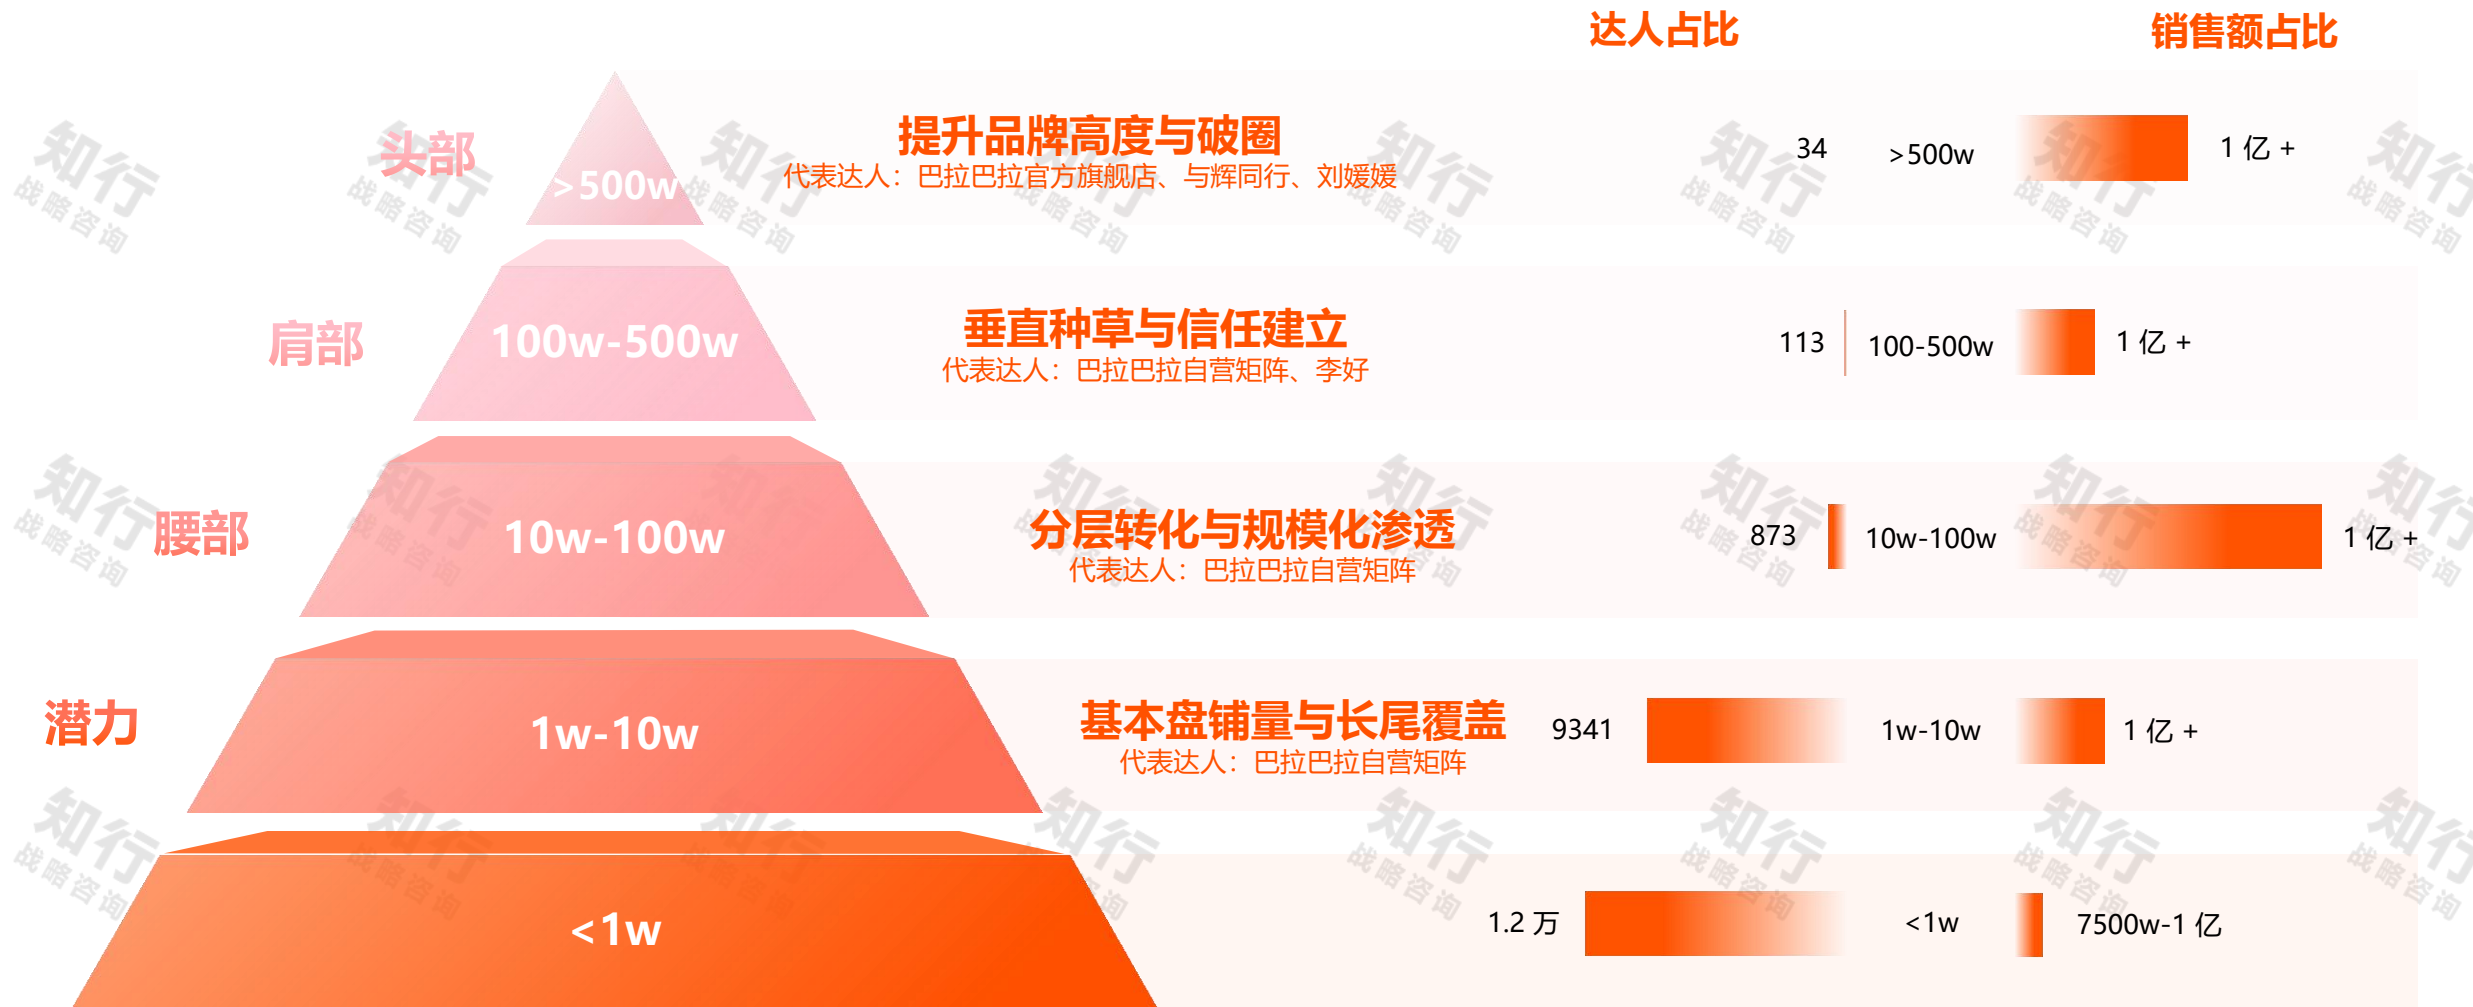 达人占比
销售额占比
头部
>500w
提升品牌高度与破圈
代表达人：巴拉巴拉官方旗舰店、与辉同行、刘媛媛
34
>500w
1 亿 +
肩部
100w-500w
垂直种草与信任建立
代表达人：巴拉巴拉自营矩阵、李好
113
100-500w
1 亿 +
腰部
10w-100w
分层转化与规模化渗透
代表达人：巴拉巴拉自营矩阵
873
10w-100w
1 亿 +
潜力
1w-10w
基本盘铺量与长尾覆盖
代表达人：巴拉巴拉自营矩阵
9341
1w-10w
1 亿 +
<1w
1.2 万
<1w
7500w-1 亿
知行
战略咨询